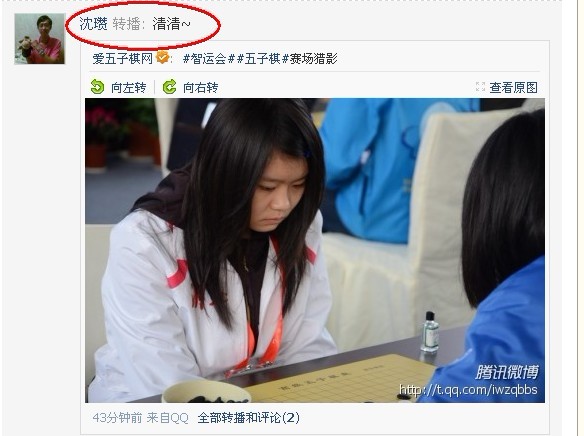 沈瓒 转播: 清清~
爱五子棋网: #智运会##五子棋#赛场猎影
向左转 向右转 查看原图
腾讯微博
http://t.qq.com/iwzqbbs
43分钟前 来自QQ 全部转播和评论(2)